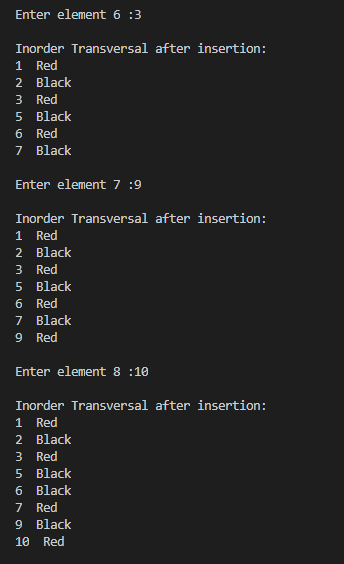 Enter element 6 :3
Inorder Transversal after insertion:
1  Red
2  Black
3  Red
5  Black
6  Red
7  Black
Enter element 7 :9
Inorder Transversal after insertion:
1  Red
2  Black
3  Red
5  Black
6  Red
7  Black
9  Red
Enter element 8 :10
Inorder Transversal after insertion:
1  Red
2  Black
3  Red
5  Black
6  Black
7  Red
9  Black
10  Red